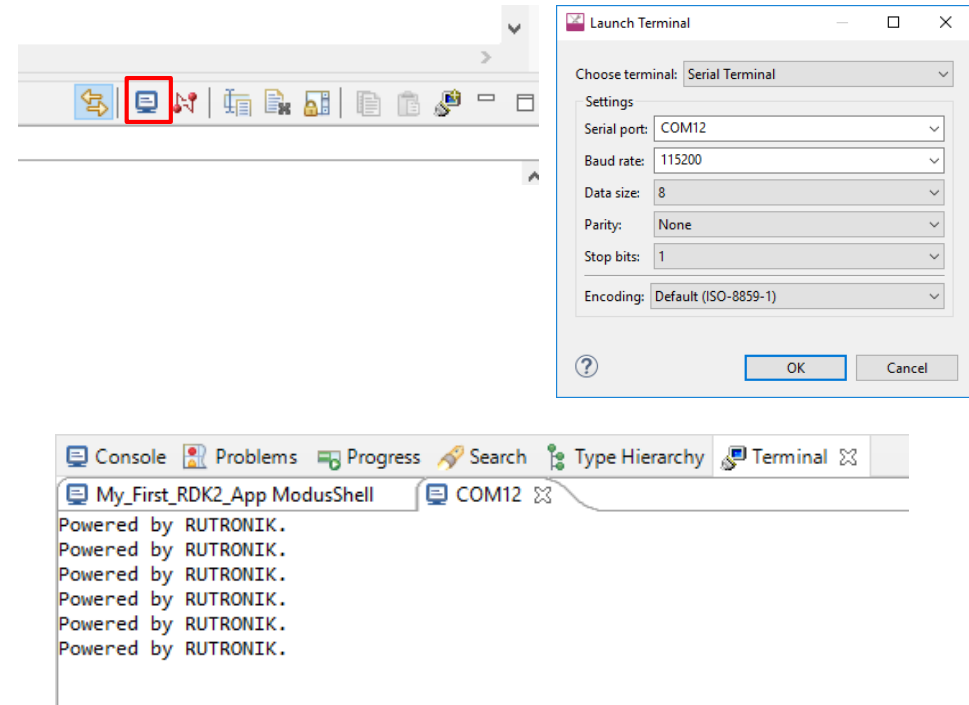 Launch Terminal
Choose terminal: Serial Terminal
Settings
Serial port: COM12
Baud rate: 115200
Data size: 8
Parity: None
Stop bits: 1
Encoding: Default (ISO-8859-1)
OK Cancel
Console Problems Progress Search Type Hierarchy Terminal
My_First_RDK2_App ModusShell COM12
Powered by RUTRONIK.
Powered by RUTRONIK.
Powered by RUTRONIK.
Powered by RUTRONIK.
Powered by RUTRONIK.
Powered by RUTRONIK.